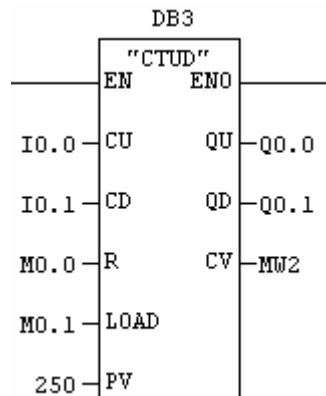 DB3
"CTUD"
EN ENO
I0.0 CU QU Q0.0
I0.1 CD QD Q0.1
M0.0 R CV MW2
M0.1 LOAD
250 PV